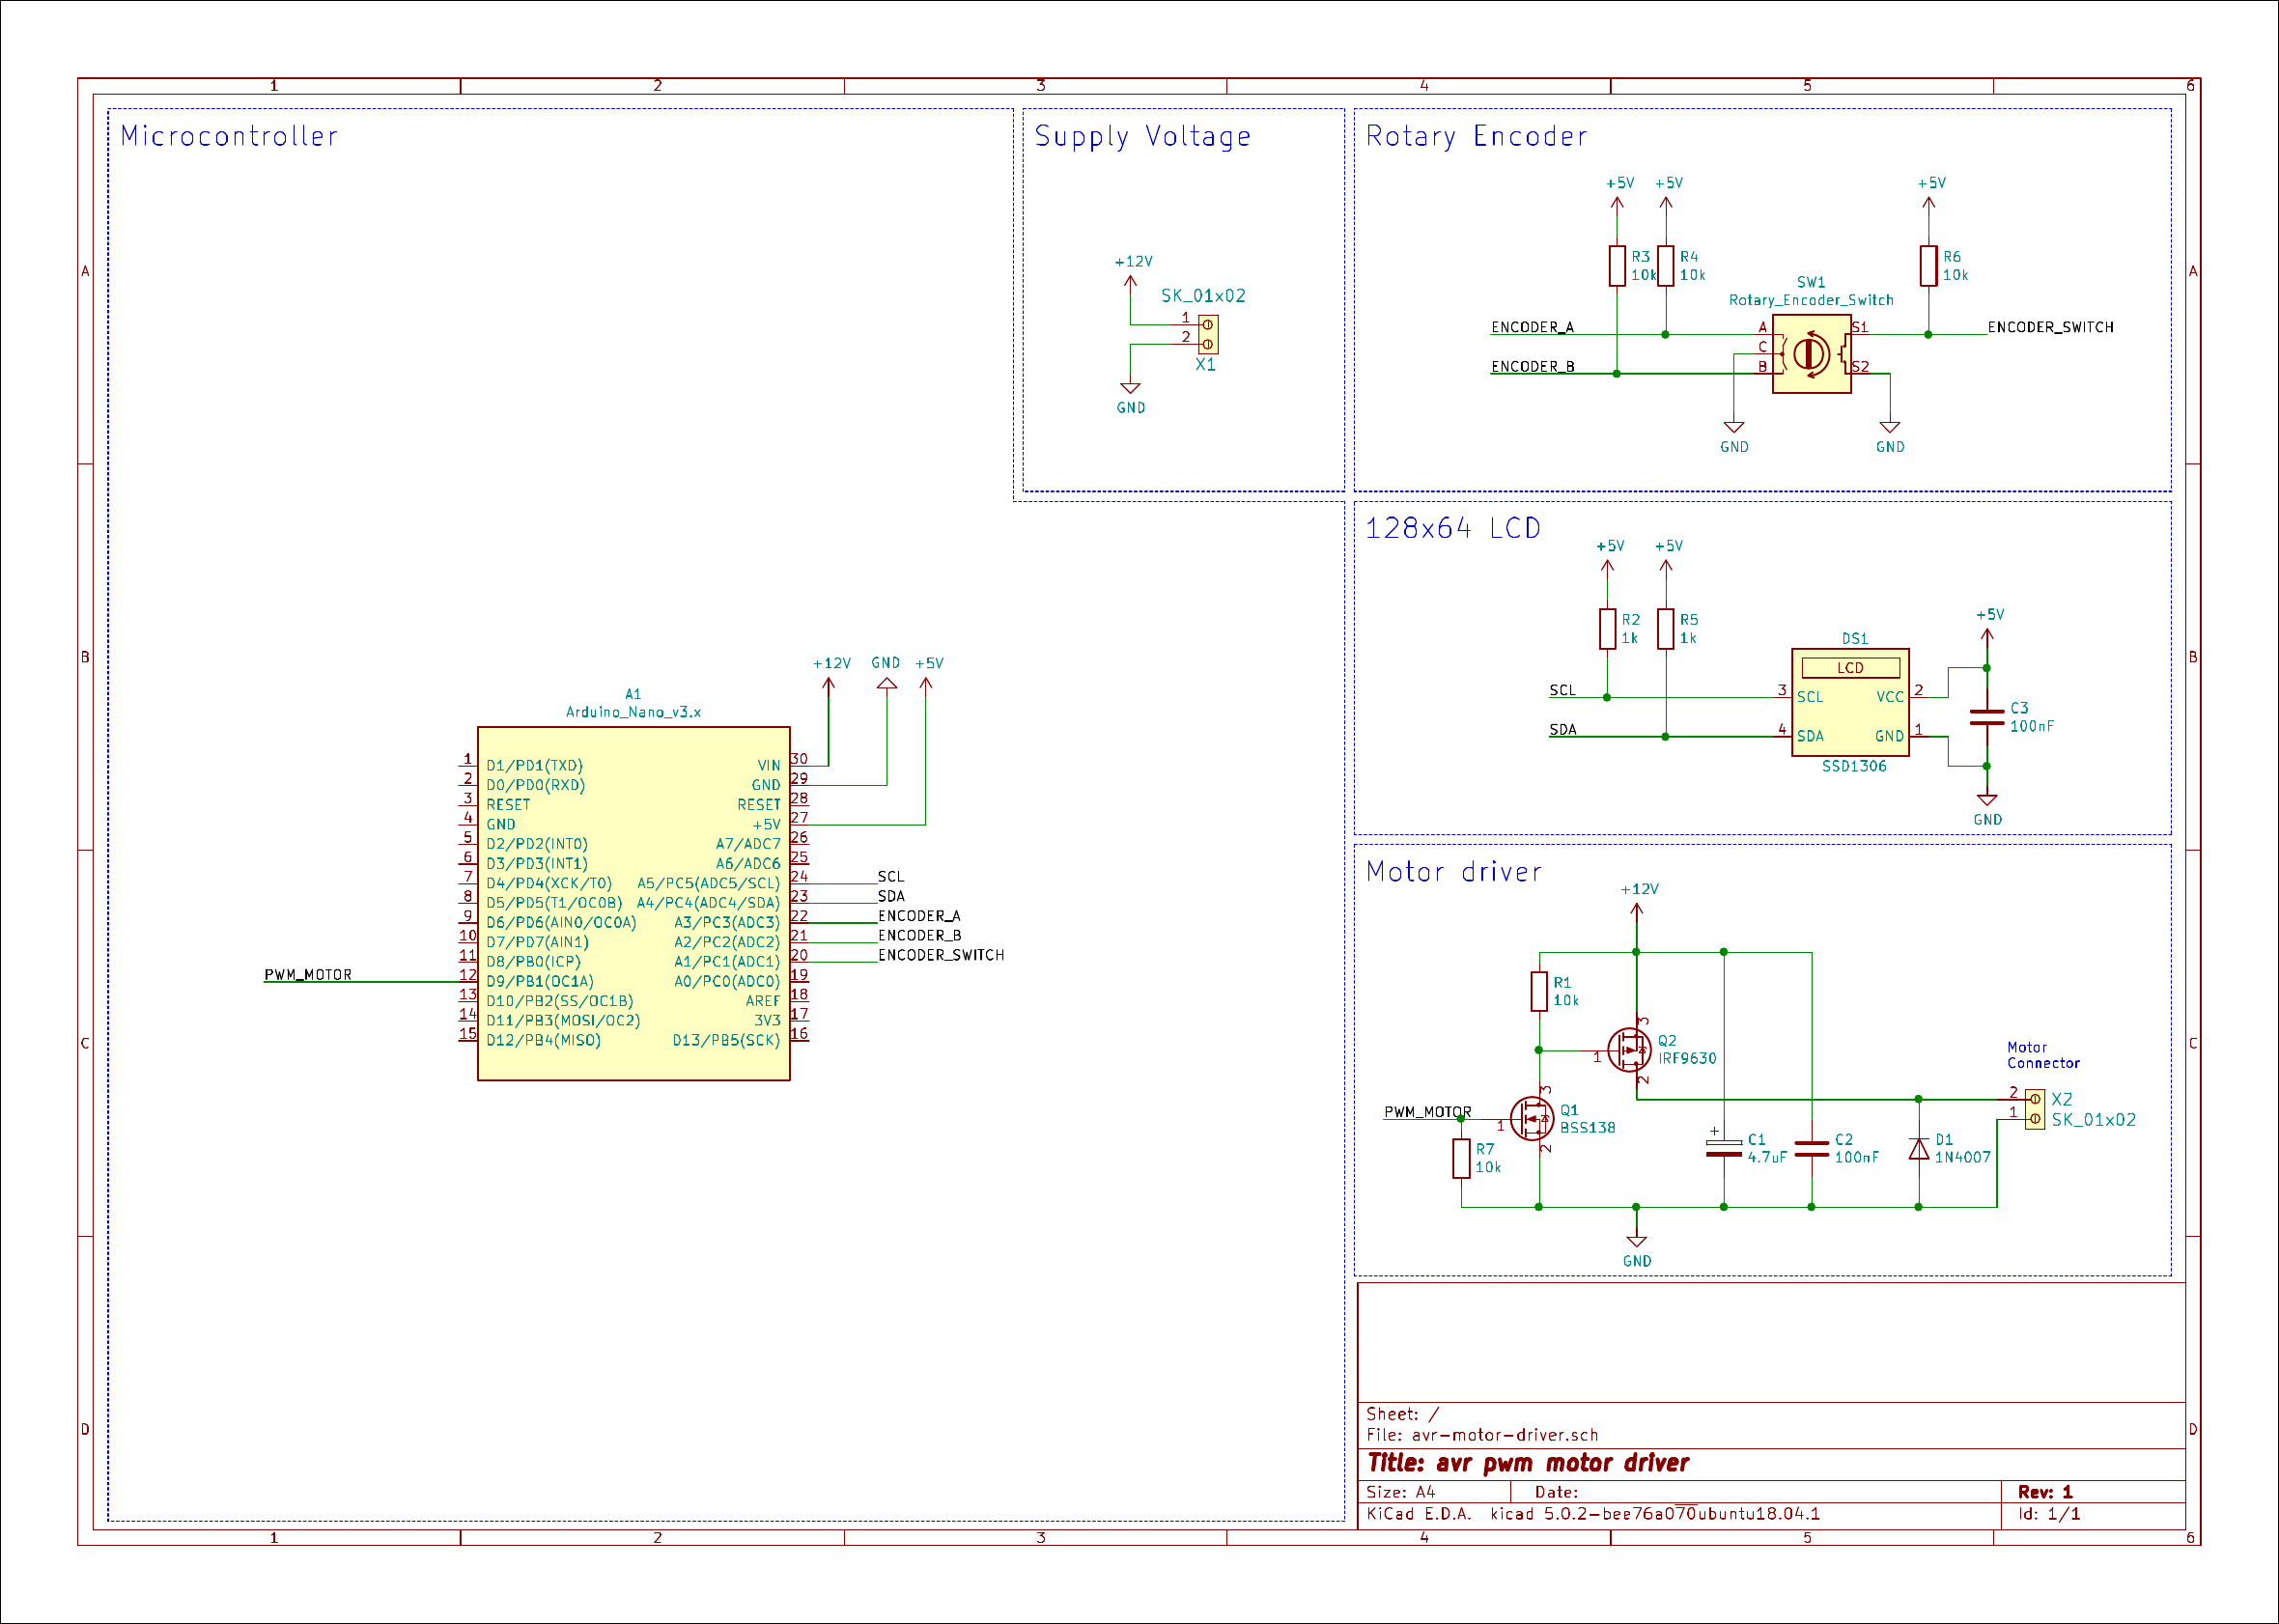 1 2 3 4 5 6
A
B
C
D
Microcontroller
A1
Arduino_Nano_v3.x
+12V GND +5V
1 D1/PD1(TXD) VIN 30
2 D0/PD0(RXD) GND 29
3 RESET RESET 28
4 GND +5V 27
5 D2/PD2(INT0) A7/ADC7 26
6 D3/PD3(INT1) A6/ADC6 25
7 D4/PD4(XCK/T0) A5/PC5(ADC5/SCL) 24 SCL
8 D5/PD5(T1/OC0B) A4/PC4(ADC4/SDA) 23 SDA
9 D6/PD6(AIN0/OC0A) A3/PC3(ADC3) 22 ENCODER_A
10 D7/PD7(AIN1) A2/PC2(ADC2) 21 ENCODER_B
11 D8/PB0(ICP) A1/PC1(ADC1) 20 ENCODER_SWITCH
PWM_MOTOR 12 D9/PB1(OC1A) A0/PC0(ADC0) 19
13 D10/PB2(SS/OC1B) AREF 18
14 D11/PB3(MOSI/OC2) 3V3 17
15 D12/PB4(MISO) D13/PB5(SCK) 16
Supply Voltage
+12V
SK_01x02
1
2
X1
GND
Rotary Encoder
+5V +5V +5V
R3 R4 R6
10k 10k 10k
SW1
Rotary_Encoder_Switch
ENCODER_A A S1 ENCODER_SWITCH
C
ENCODER_B B S2
GND GND
128x64 LCD
+5V +5V
+5V
R2 R5
1k 1k
DS1
LCD
SCL 3 SCL VCC 2
C3
100nF
SDA 4 SDA GND 1
SSD1306
GND
Motor driver
+12V
R1
10k
3
Q2
IRF9630
1
2
Motor
Connector
2 X2
1 SK_01x02
PWM_MOTOR
3
Q1
BSS138
1
2
R7
10k
+
C1
4.7uF
C2
100nF
D1
1N4007
GND
Sheet: /
File: avr-motor-driver.sch
Title: avr pwm motor driver
Size: A4 Date: Rev: 1
KiCad E.D.A. kicad 5.0.2-bee76a070ubuntu18.04.1 Id: 1/1
A
B
C
D
1 2 3 4 5 6